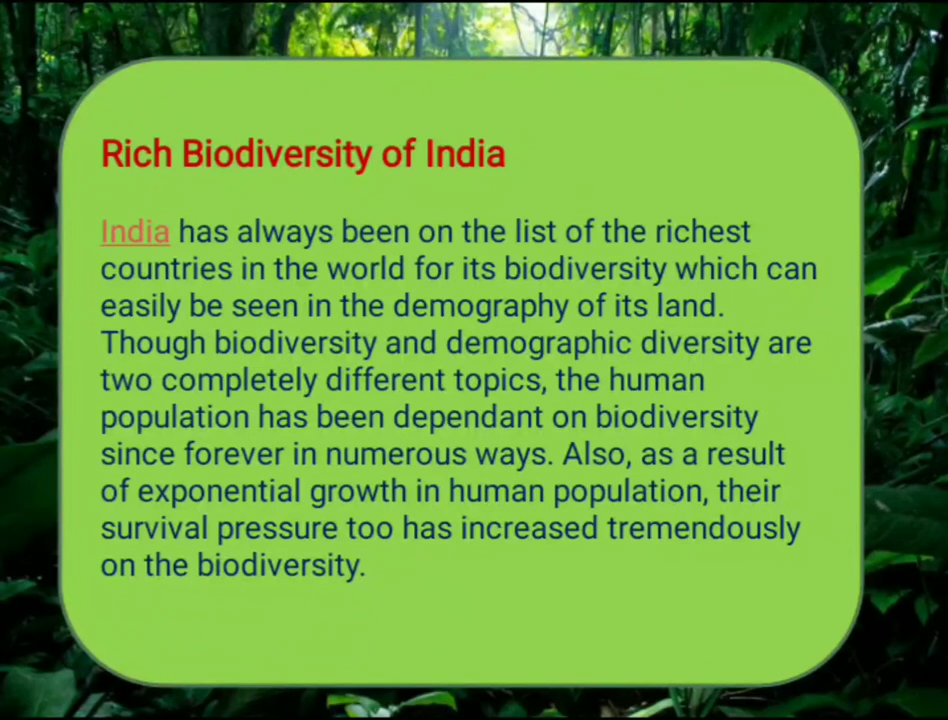 Rich Biodiversity of India
India has always been on the list of the richest
countries in the world for its biodiversity which can
easily be seen in the demography of its land.
Though biodiversity and demographic diversity are
two completely different topics, the human
population has been dependant on biodiversity
since forever in numerous ways. Also, as a result
of exponential growth in human population, their
survival pressure too has increased tremendously
on the biodiversity.